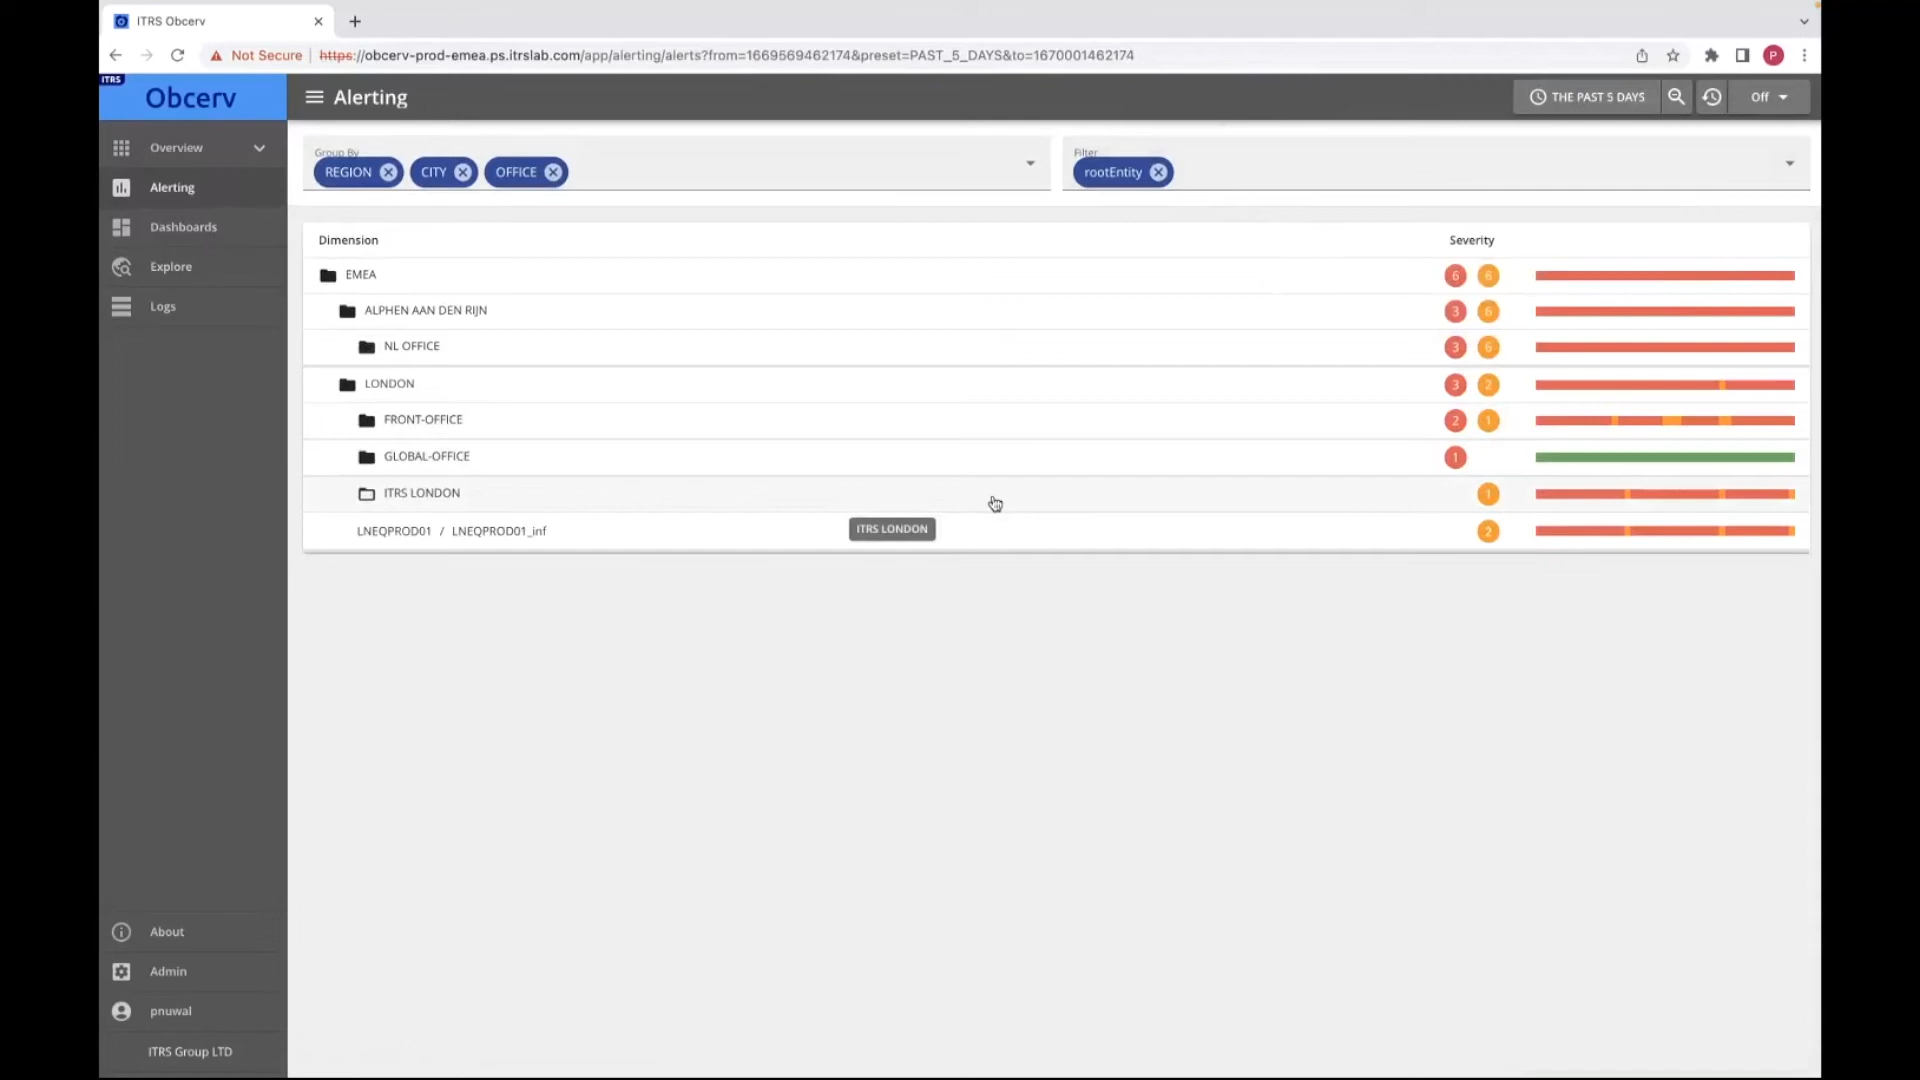 ITRS Obcerv
Not Secure https://obcerv-prod-emea.ps.itrslab.com/app/alerting/alerts?from=1669569462174&preset=PAST_5_DAYS&to=1670001462174 P
ITRS
Obcerv Alerting THE PAST 5 DAYS Off
Overview
Alerting
Dashboards
Explore
Logs
Group By
REGION CITY OFFICE
Filter
rootEntity
Dimension Severity
EMEA 6 6
ALPHEN AAN DEN RIJN 3 6
NL OFFICE 3 6
LONDON 3 2
FRONT-OFFICE 2 1
GLOBAL-OFFICE 1
ITRS LONDON 1
LNEQPROD01 / LNEQPROD01_inf 2
ITRS LONDON
About
Admin
pnuwal
ITRS Group LTD